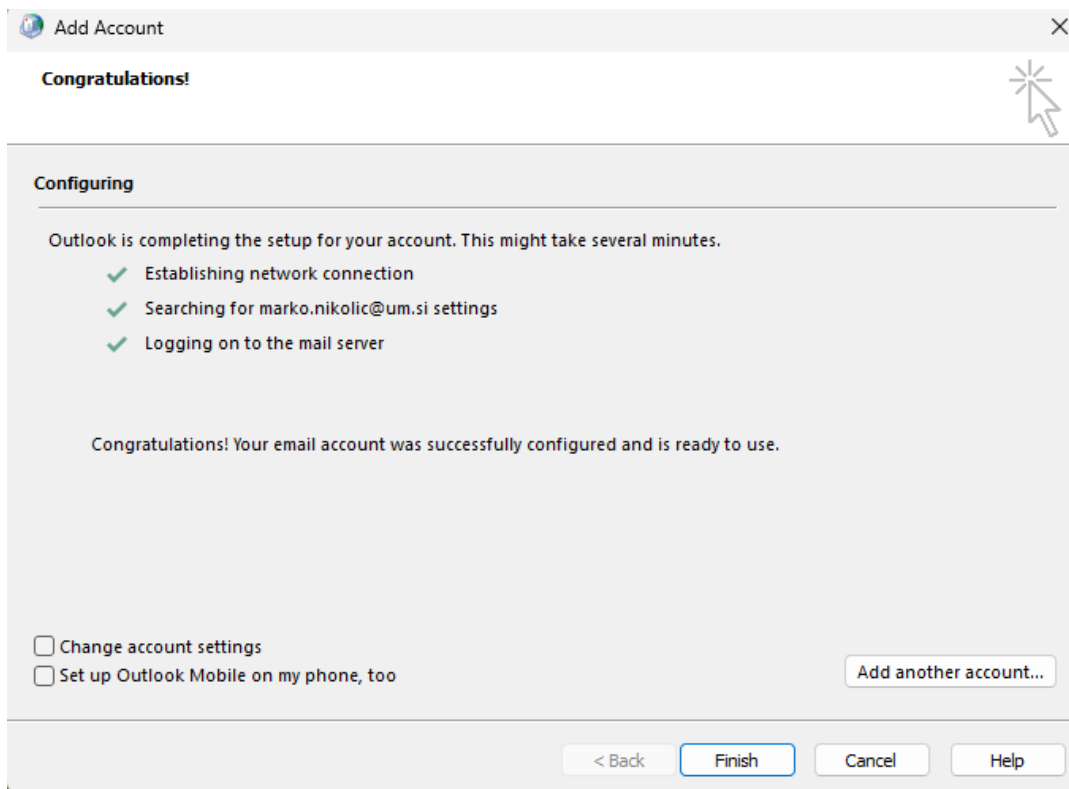 Add Account
Congratulations!
Configuring
Outlook is completing the setup for your account. This might take several minutes.
Establishing network connection
Searching for marko.nikolic@um.si settings
Logging on to the mail server
Congratulations! Your email account was successfully configured and is ready to use.
Change account settings
Set up Outlook Mobile on my phone, too
Add another account...
< Back
Finish
Cancel
Help